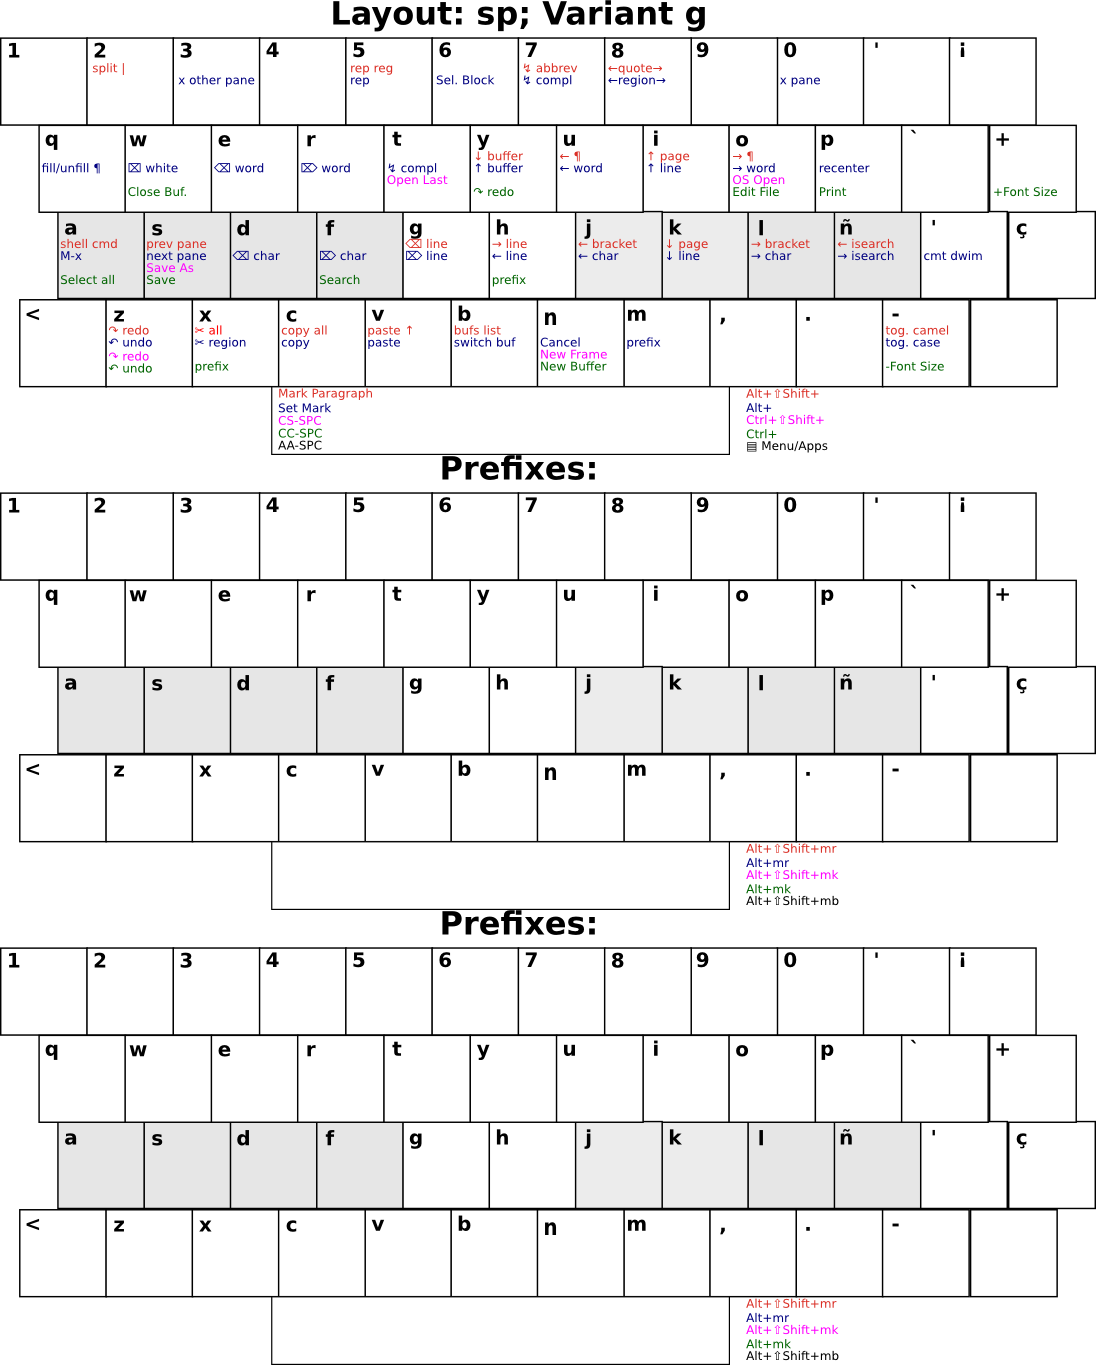 Layout: sp; Variant g
1 2 3 4 5 6 7 8 9 0 ' ¡
split | rep reg ↯ abbrev ←quote→
x other pane rep Sel. Block ↯ compl ←region→ x pane
q w e r t y u i o p ` +
↓ buffer ← ¶ ↑ page → ¶
fill/unfill ¶ ⌧ white ⌫ word ⌦ word ↯ compl ↑ buffer ← word ↑ line → word recenter
Open Last OS Open
Close Buf. ↷ redo Edit File Print +Font Size
a s d f g h j k l ñ ' ç
shell cmd prev pane ⌫ line → line ← bracket ↓ page → bracket ← isearch
M-x next pane ⌫ char ⌦ char ⌦ line ← line ← char ↓ line → char → isearch cmt dwim
Save As
Select all Save Search prefix
< z x c v b n m , . -
↷ redo ✂ all copy all paste ↑ bufs list tog. camel
↶ undo ✂ region copy paste switch buf Cancel prefix tog. case
↷ redo New Frame
↶ undo prefix New Buffer -Font Size
Mark Paragraph Alt+⇧Shift+
Set Mark Alt+
CS-SPC Ctrl+⇧Shift+
CC-SPC Ctrl+
AA-SPC ▤ Menu/Apps
Prefixes:
1 2 3 4 5 6 7 8 9 0 ' ¡
q w e r t y u i o p ` +
a s d f g h j k l ñ ' ç
< z x c v b n m , . -
Alt+⇧Shift+mr
Alt+mr
Alt+⇧Shift+mk
Alt+mk
Alt+⇧Shift+mb
Prefixes:
1 2 3 4 5 6 7 8 9 0 ' ¡
q w e r t y u i o p ` +
a s d f g h j k l ñ ' ç
< z x c v b n m , . -
Alt+⇧Shift+mr
Alt+mr
Alt+⇧Shift+mk
Alt+mk
Alt+⇧Shift+mb